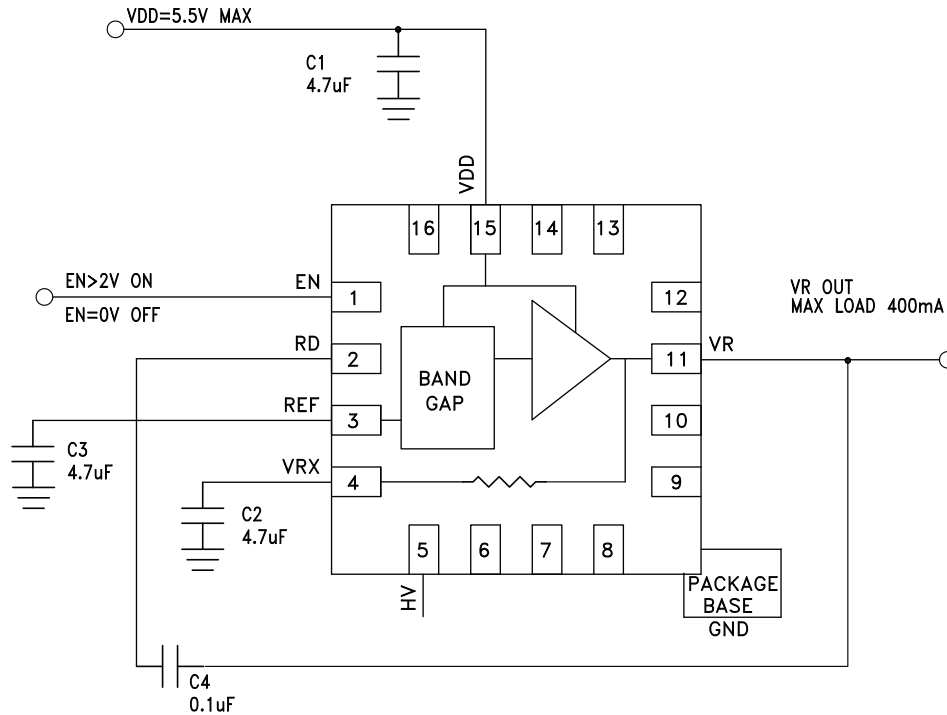 VDD=5.5V MAX
C1
4.7uF
VDD
16
15
14
13
EN>2V ON
EN=0V OFF
EN
1
12
VR OUT
MAX LOAD 400mA
RD
2
11
VR
BAND
GAP
REF
3
10
C3
4.7uF
VRX
4
9
C2
4.7uF
5
6
7
8
HV
PACKAGE
BASE
GND
C4
0.1uF